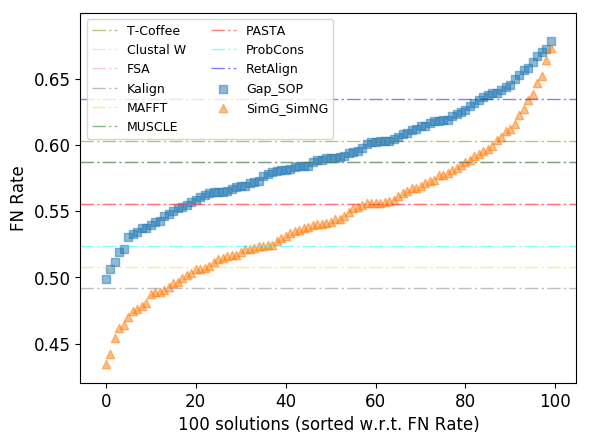 T-Coffee
Clustal W
FSA
Kalign
MAFFT
MUSCLE
PASTA
ProbCons
RetAlign
Gap_SOP
SimG_SimNG
0.65
0.60
0.55
0.50
0.45
FN Rate
0 20 40 60 80 100
100 solutions (sorted w.r.t. FN Rate)